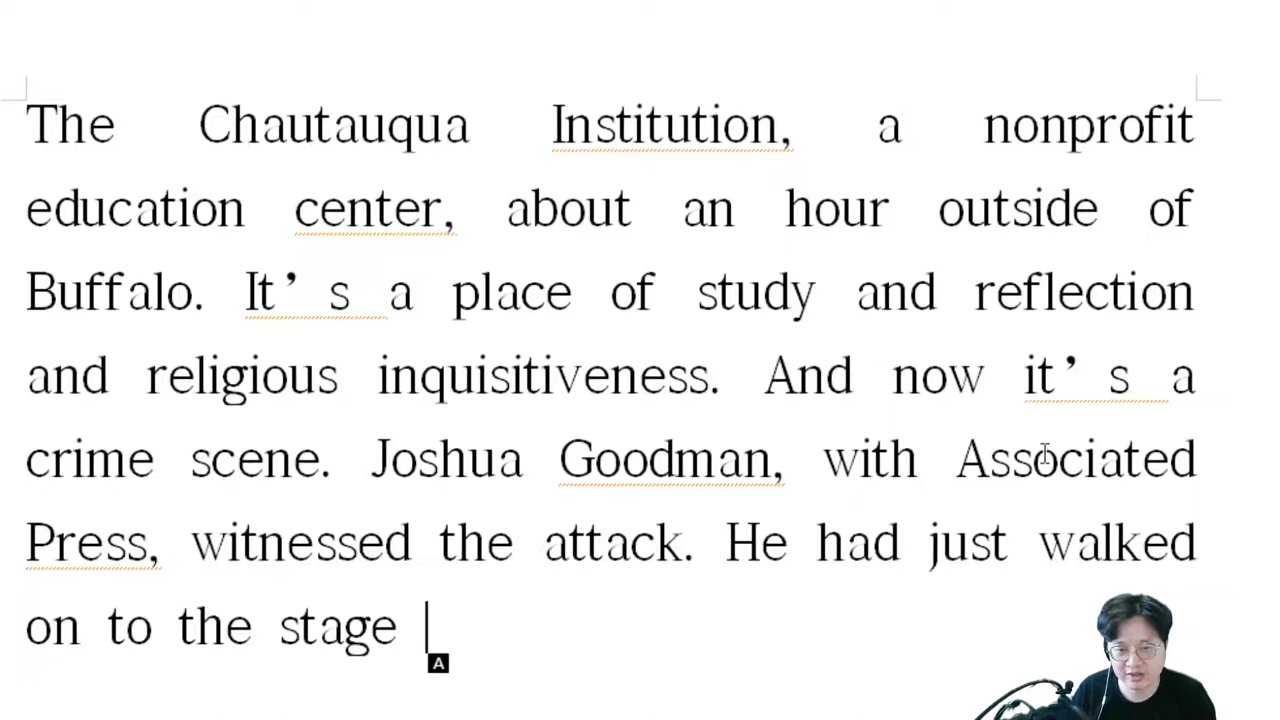 The Chautauqua Institution, a nonprofit
education center, about an hour outside of
Buffalo. It’ s a place of study and reflection
and religious inquisitiveness. And now it’ s a
crime scene. Joshua Goodman, with Associated
Press, witnessed the attack. He had just walked
on to the stage
A